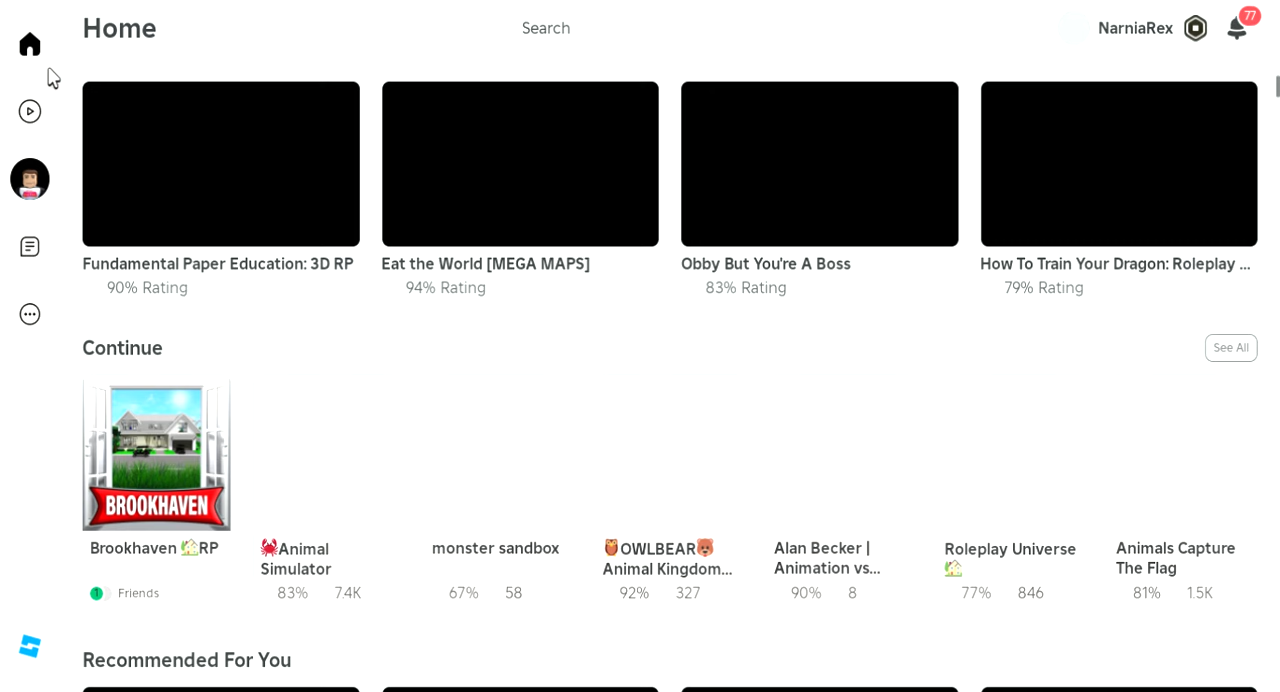 Home
Search
NarniaRex
77
Fundamental Paper Education: 3D RP
Eat the World [MEGA MAPS]
Obby But You're A Boss
How To Train Your Dragon: Roleplay ...
90% Rating
94% Rating
83% Rating
79% Rating
Continue
See All
BROOKHAVEN
Brookhaven 🏡RP
1 Friends
🦀Animal
Simulator
83% 7.4K
monster sandbox
67% 58
🦉OWLBEAR🐻
Animal Kingdom...
92% 327
Alan Becker |
Animation vs...
90% 8
Roleplay Universe
🏡
77% 846
Animals Capture
The Flag
81% 1.5K
Recommended For You